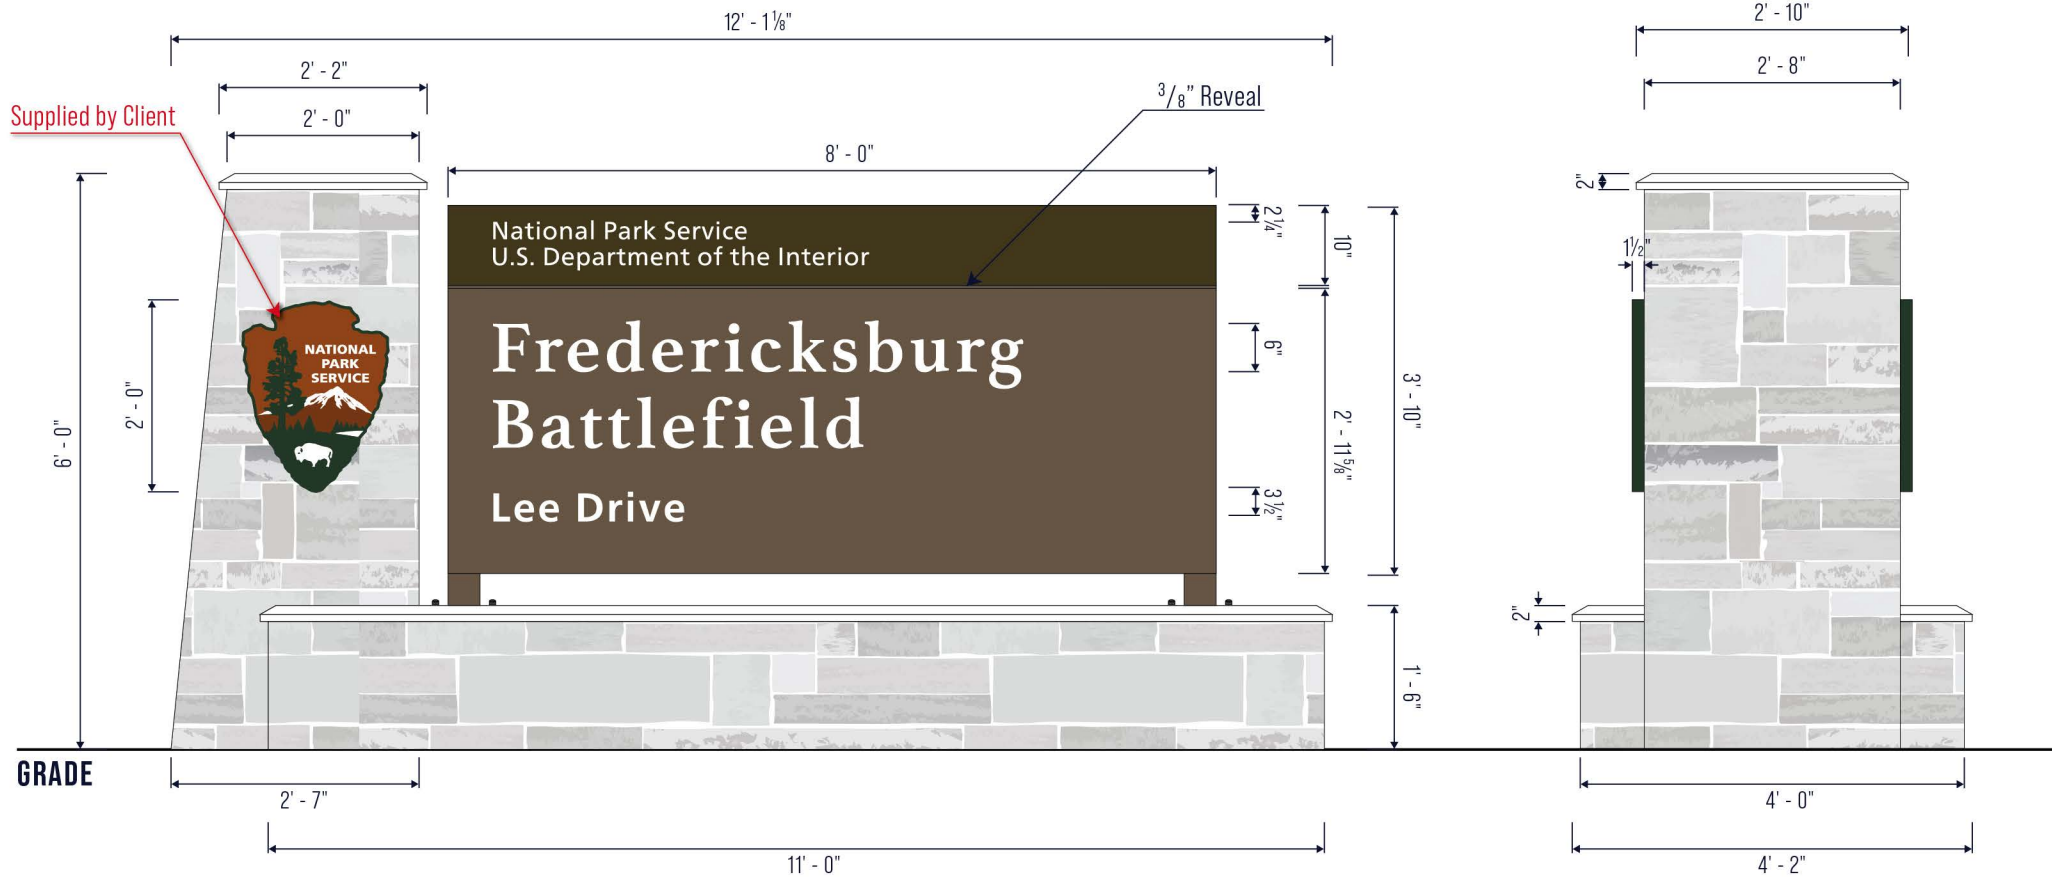 12' - 1⅛"
2' - 10"
2' - 2"
2' - 8"
Supplied by Client
3/8" Reveal
2' - 0"
8' - 0"
2"
National Park Service
U.S. Department of the Interior
2¼"
10"
1½"
NATIONAL
PARK
SERVICE
Fredericksburg
Battlefield
Lee Drive
6"
3½"
2' - 11⅝"
3' - 10"
2' - 0"
6' - 0"
2"
1' - 6"
GRADE
2' - 7"
4' - 0"
11' - 0"
4' - 2"